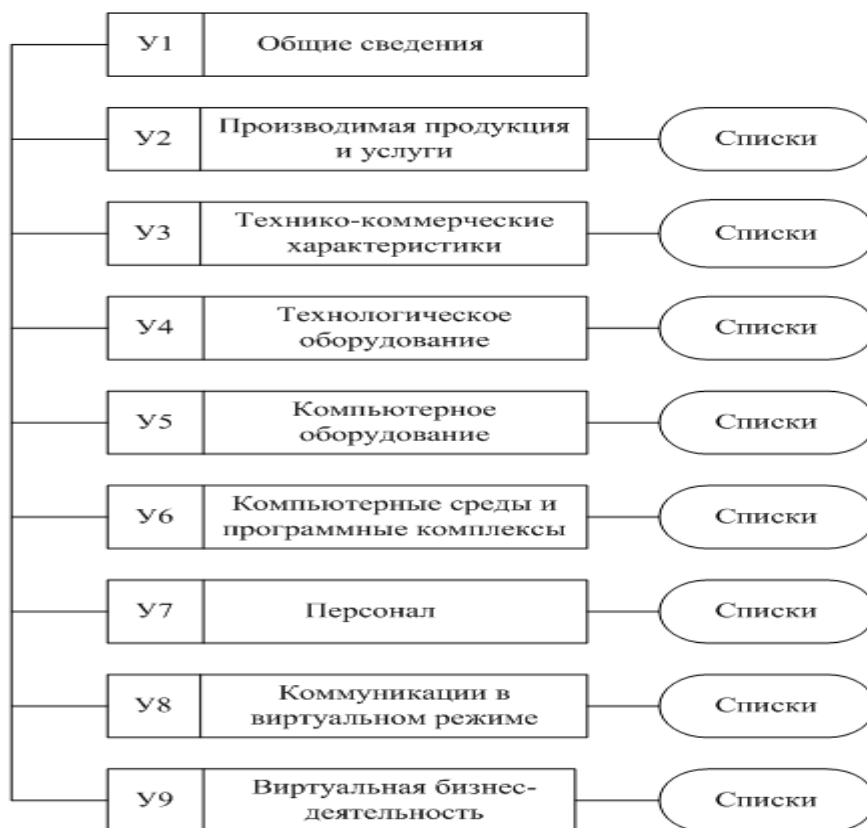 У1 Общие сведения
У2 Производимая продукция и услуги Списки
У3 Технико-коммерческие характеристики Списки
У4 Технологическое оборудование Списки
У5 Компьютерное оборудование Списки
У6 Компьютерные среды и программные комплексы Списки
У7 Персонал Списки
У8 Коммуникации в виртуальном режиме Списки
У9 Виртуальная бизнес-деятельность Списки